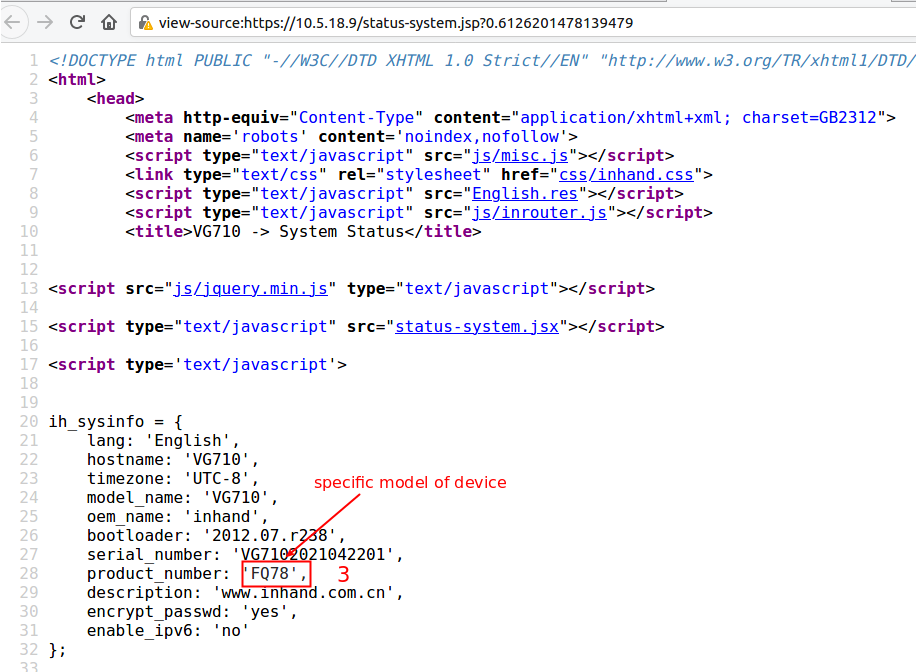 view-source:https://10.5.18.9/status-system.jsp?0.6126201478139479
1 <!DOCTYPE html PUBLIC "-//W3C//DTD XHTML 1.0 Strict//EN" "http://www.w3.org/TR/xhtml1/DTD/
2 <html>
3     <head>
4         <meta http-equiv="Content-Type" content="application/xhtml+xml; charset=GB2312">
5         <meta name='robots' content='noindex,nofollow'>
6         <script type="text/javascript" src="js/misc.js"></script>
7         <link type="text/css" rel="stylesheet" href="css/inhand.css">
8         <script type="text/javascript" src="English.res"></script>
9         <script type="text/javascript" src="js/inrouter.js"></script>
10         <title>VG710 -> System Status</title>
11
12
13 <script src="js/jquery.min.js" type="text/javascript"></script>
14
15 <script type="text/javascript" src="status-system.jsx"></script>
16
17 <script type='text/javascript'>
18
19
20 ih_sysinfo = {
21     lang: 'English',
22     hostname: 'VG710',
23     timezone: 'UTC-8',
specific model of device
24     model_name: 'VG710',
25     oem_name: 'inhand',
26     bootloader: '2012.07.r238',
27     serial_number: 'VG7102021042201',
28     product_number: 'FQ78', 3
29     description: 'www.inhand.com.cn',
30     encrypt_passwd: 'yes',
31     enable_ipv6: 'no'
32 };
33